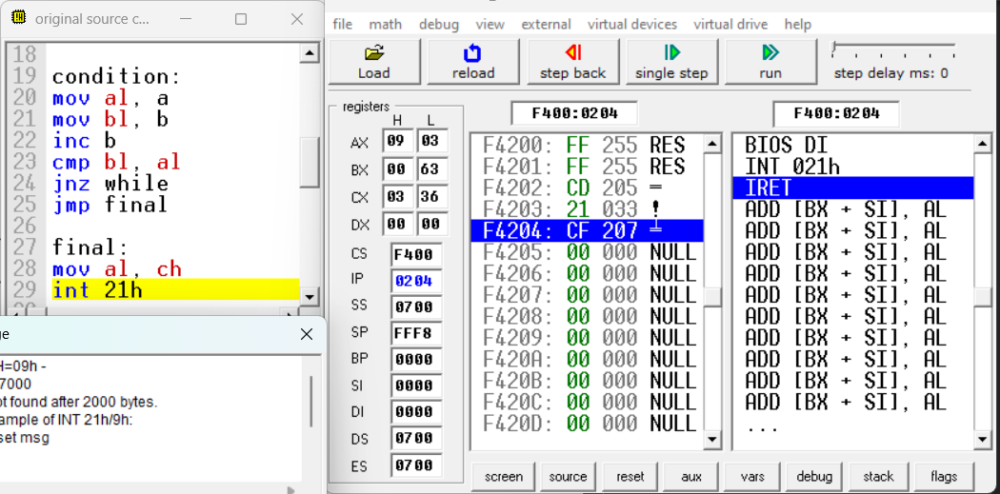 original source c...
18
19 condition:
20 mov al, a
21 mov bl, b
22 inc b
23 cmp bl, al
24 jnz while
25 jmp final
26
27 final:
28 mov al, ch
29 int 21h
ge
H=09h -
7000
ot found after 2000 bytes.
ample of INT 21h/9h:
set msg
file math debug view external virtual devices virtual drive help
Load reload step back single step run step delay ms: 0
registers
H L
AX 09 03
BX 00 63
CX 03 36
DX 00 00
CS F400
IP 0204
SS 0700
SP FFF8
BP 0000
SI 0000
DI 0000
DS 0700
ES 0700
F400:0204
F4200: FF 255 RES
F4201: FF 255 RES
F4202: CD 205 =
F4203: 21 033 !
F4204: CF 207 ╧
F4205: 00 000 NULL
F4206: 00 000 NULL
F4207: 00 000 NULL
F4208: 00 000 NULL
F4209: 00 000 NULL
F420A: 00 000 NULL
F420B: 00 000 NULL
F420C: 00 000 NULL
F420D: 00 000 NULL
F400:0204
BIOS DI
INT 021h
IRET
ADD [BX + SI], AL
ADD [BX + SI], AL
ADD [BX + SI], AL
ADD [BX + SI], AL
ADD [BX + SI], AL
ADD [BX + SI], AL
ADD [BX + SI], AL
ADD [BX + SI], AL
ADD [BX + SI], AL
ADD [BX + SI], AL
...
screen source reset aux vars debug stack flags